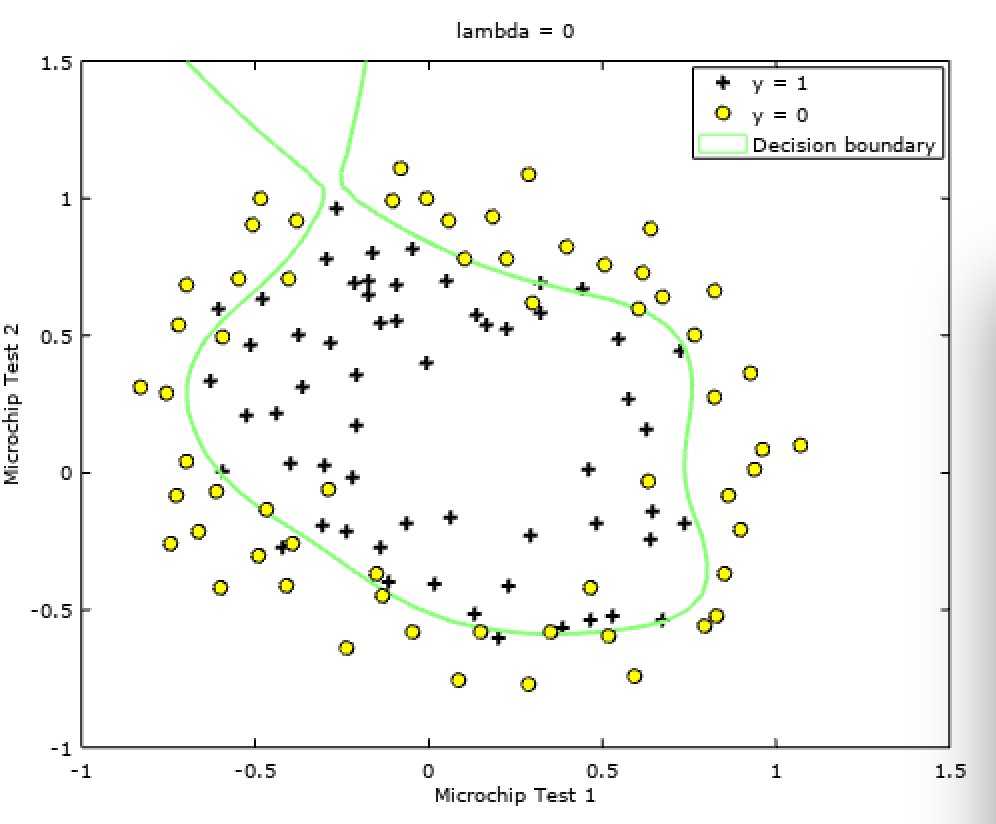 lambda = 0
y = 1
y = 0
Decision boundary
1.5
1
0.5
0
-0.5
-1
Microchip Test 2
-1
-0.5
0
0.5
1
1.5
Microchip Test 1